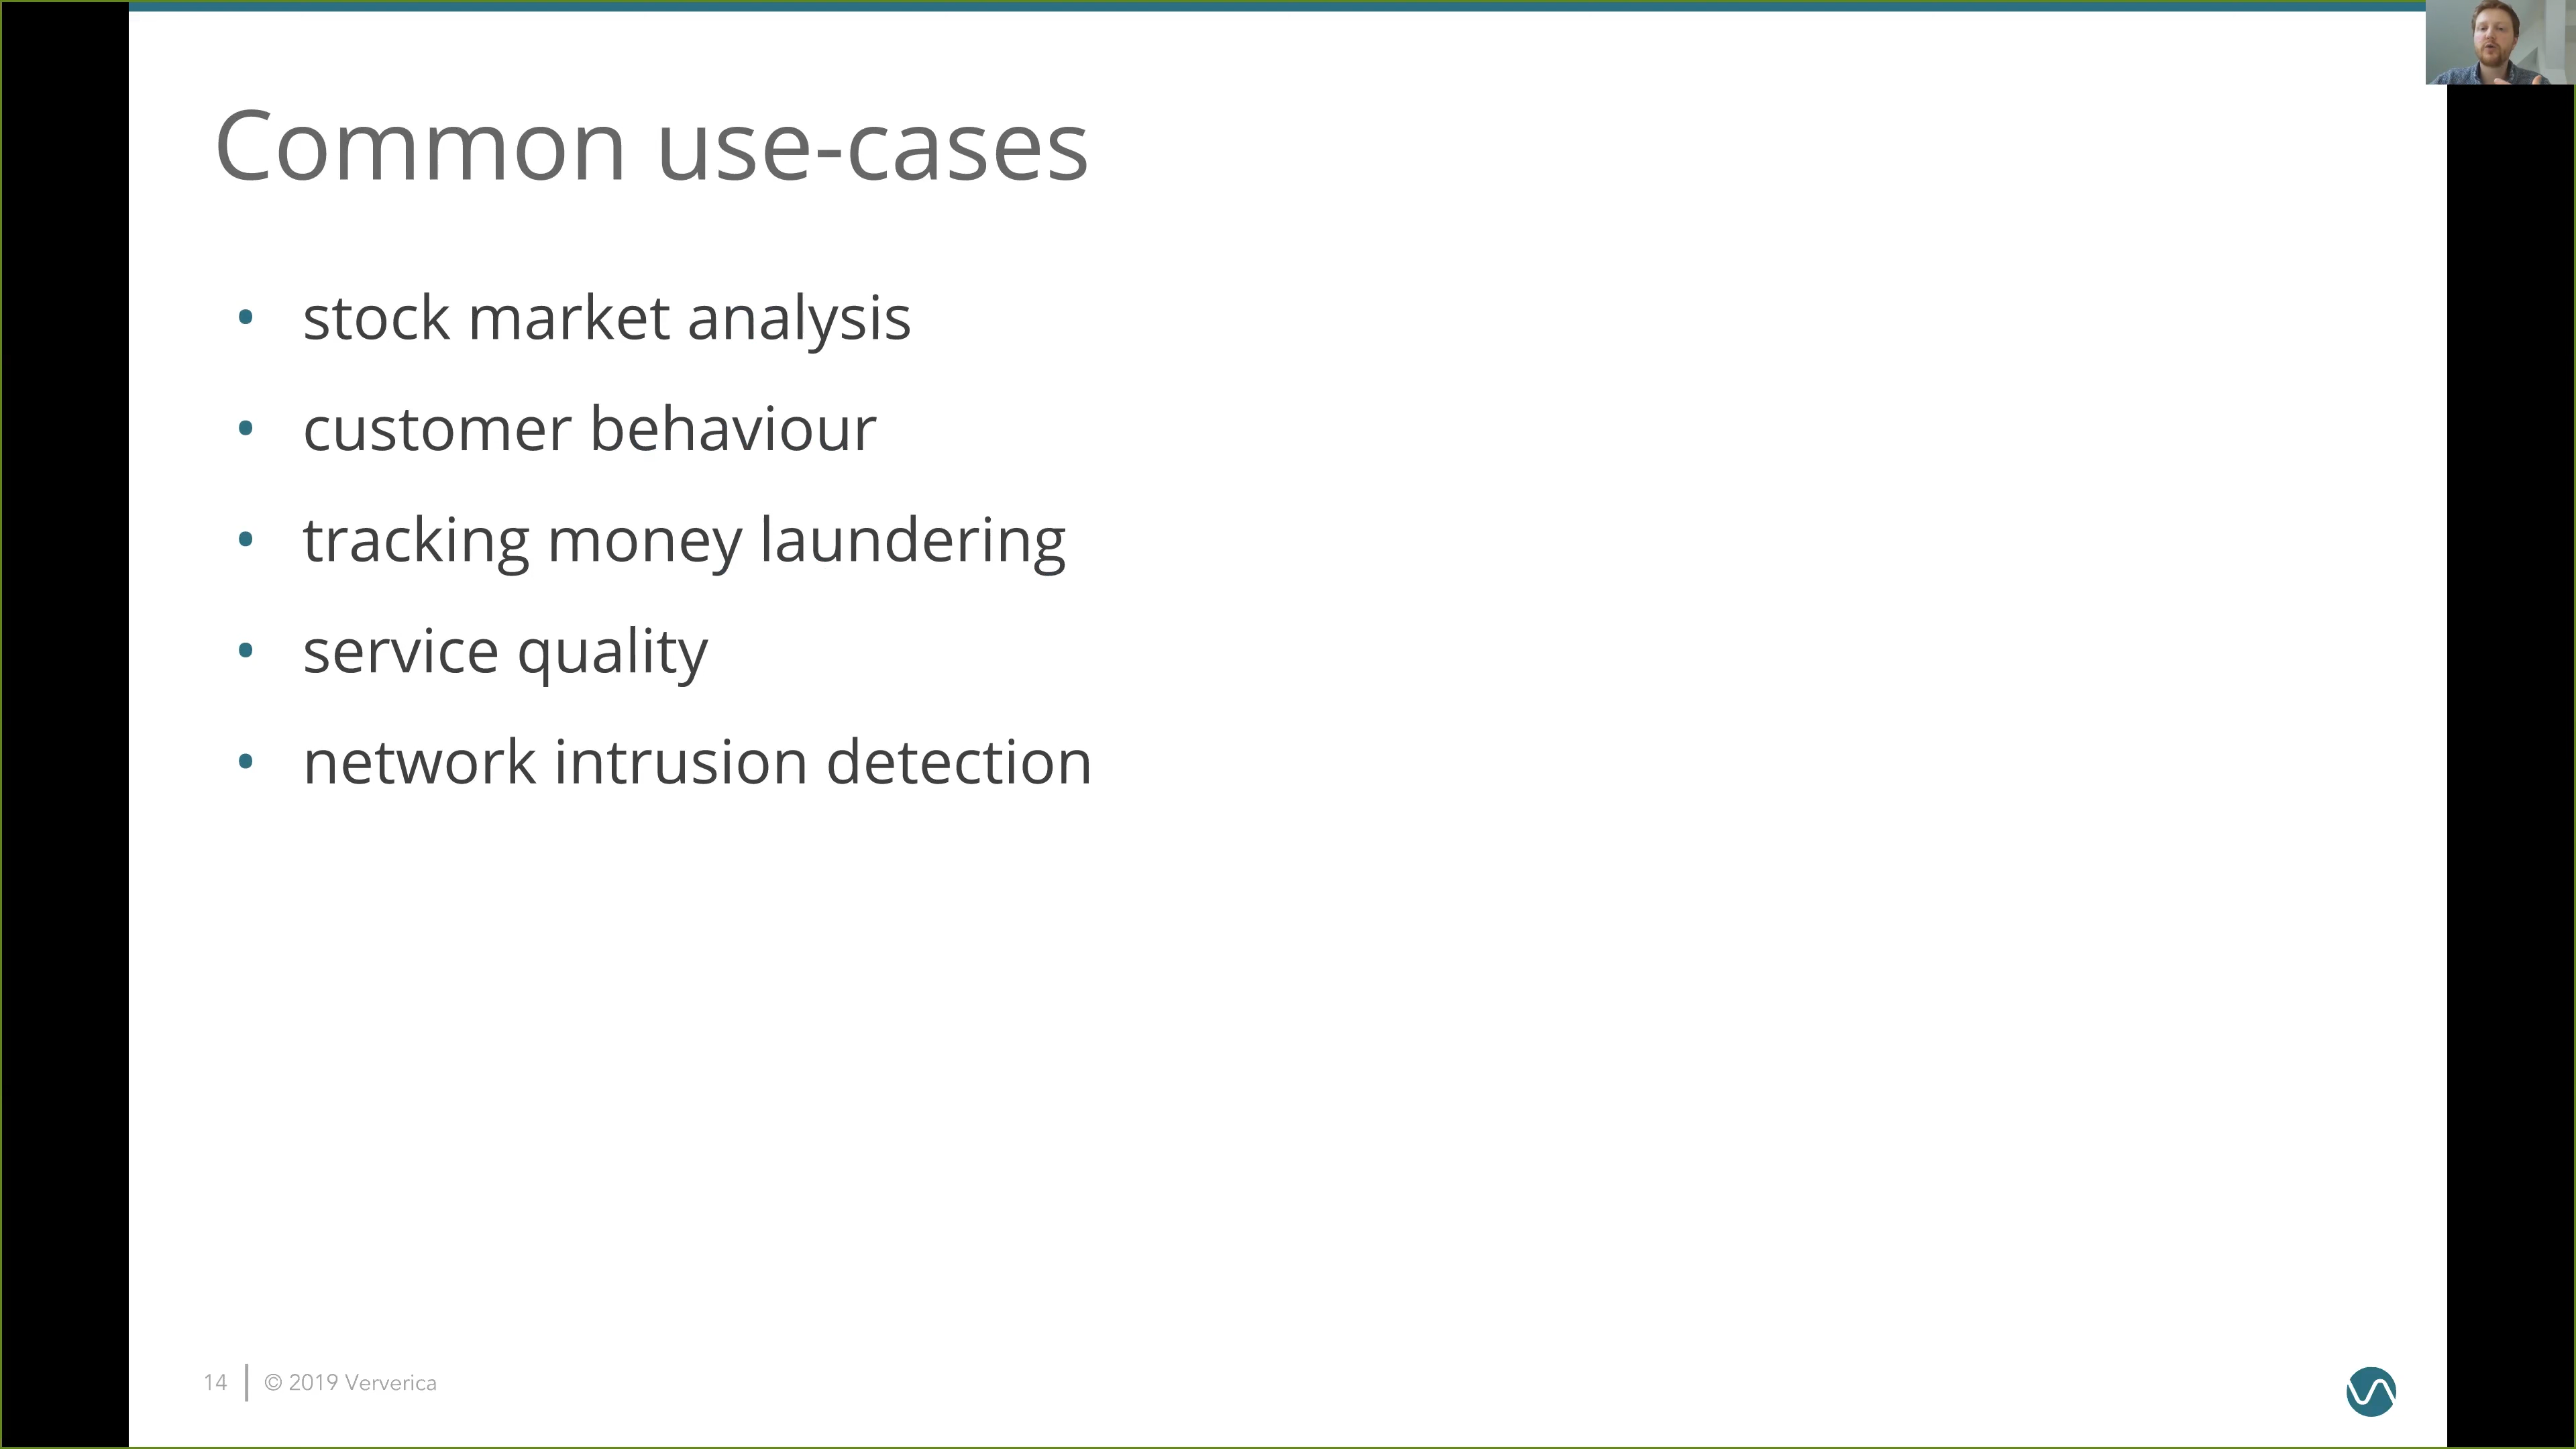 Common use-cases
• stock market analysis
• customer behaviour
• tracking money laundering
• service quality
• network intrusion detection
14 | © 2019 Ververica